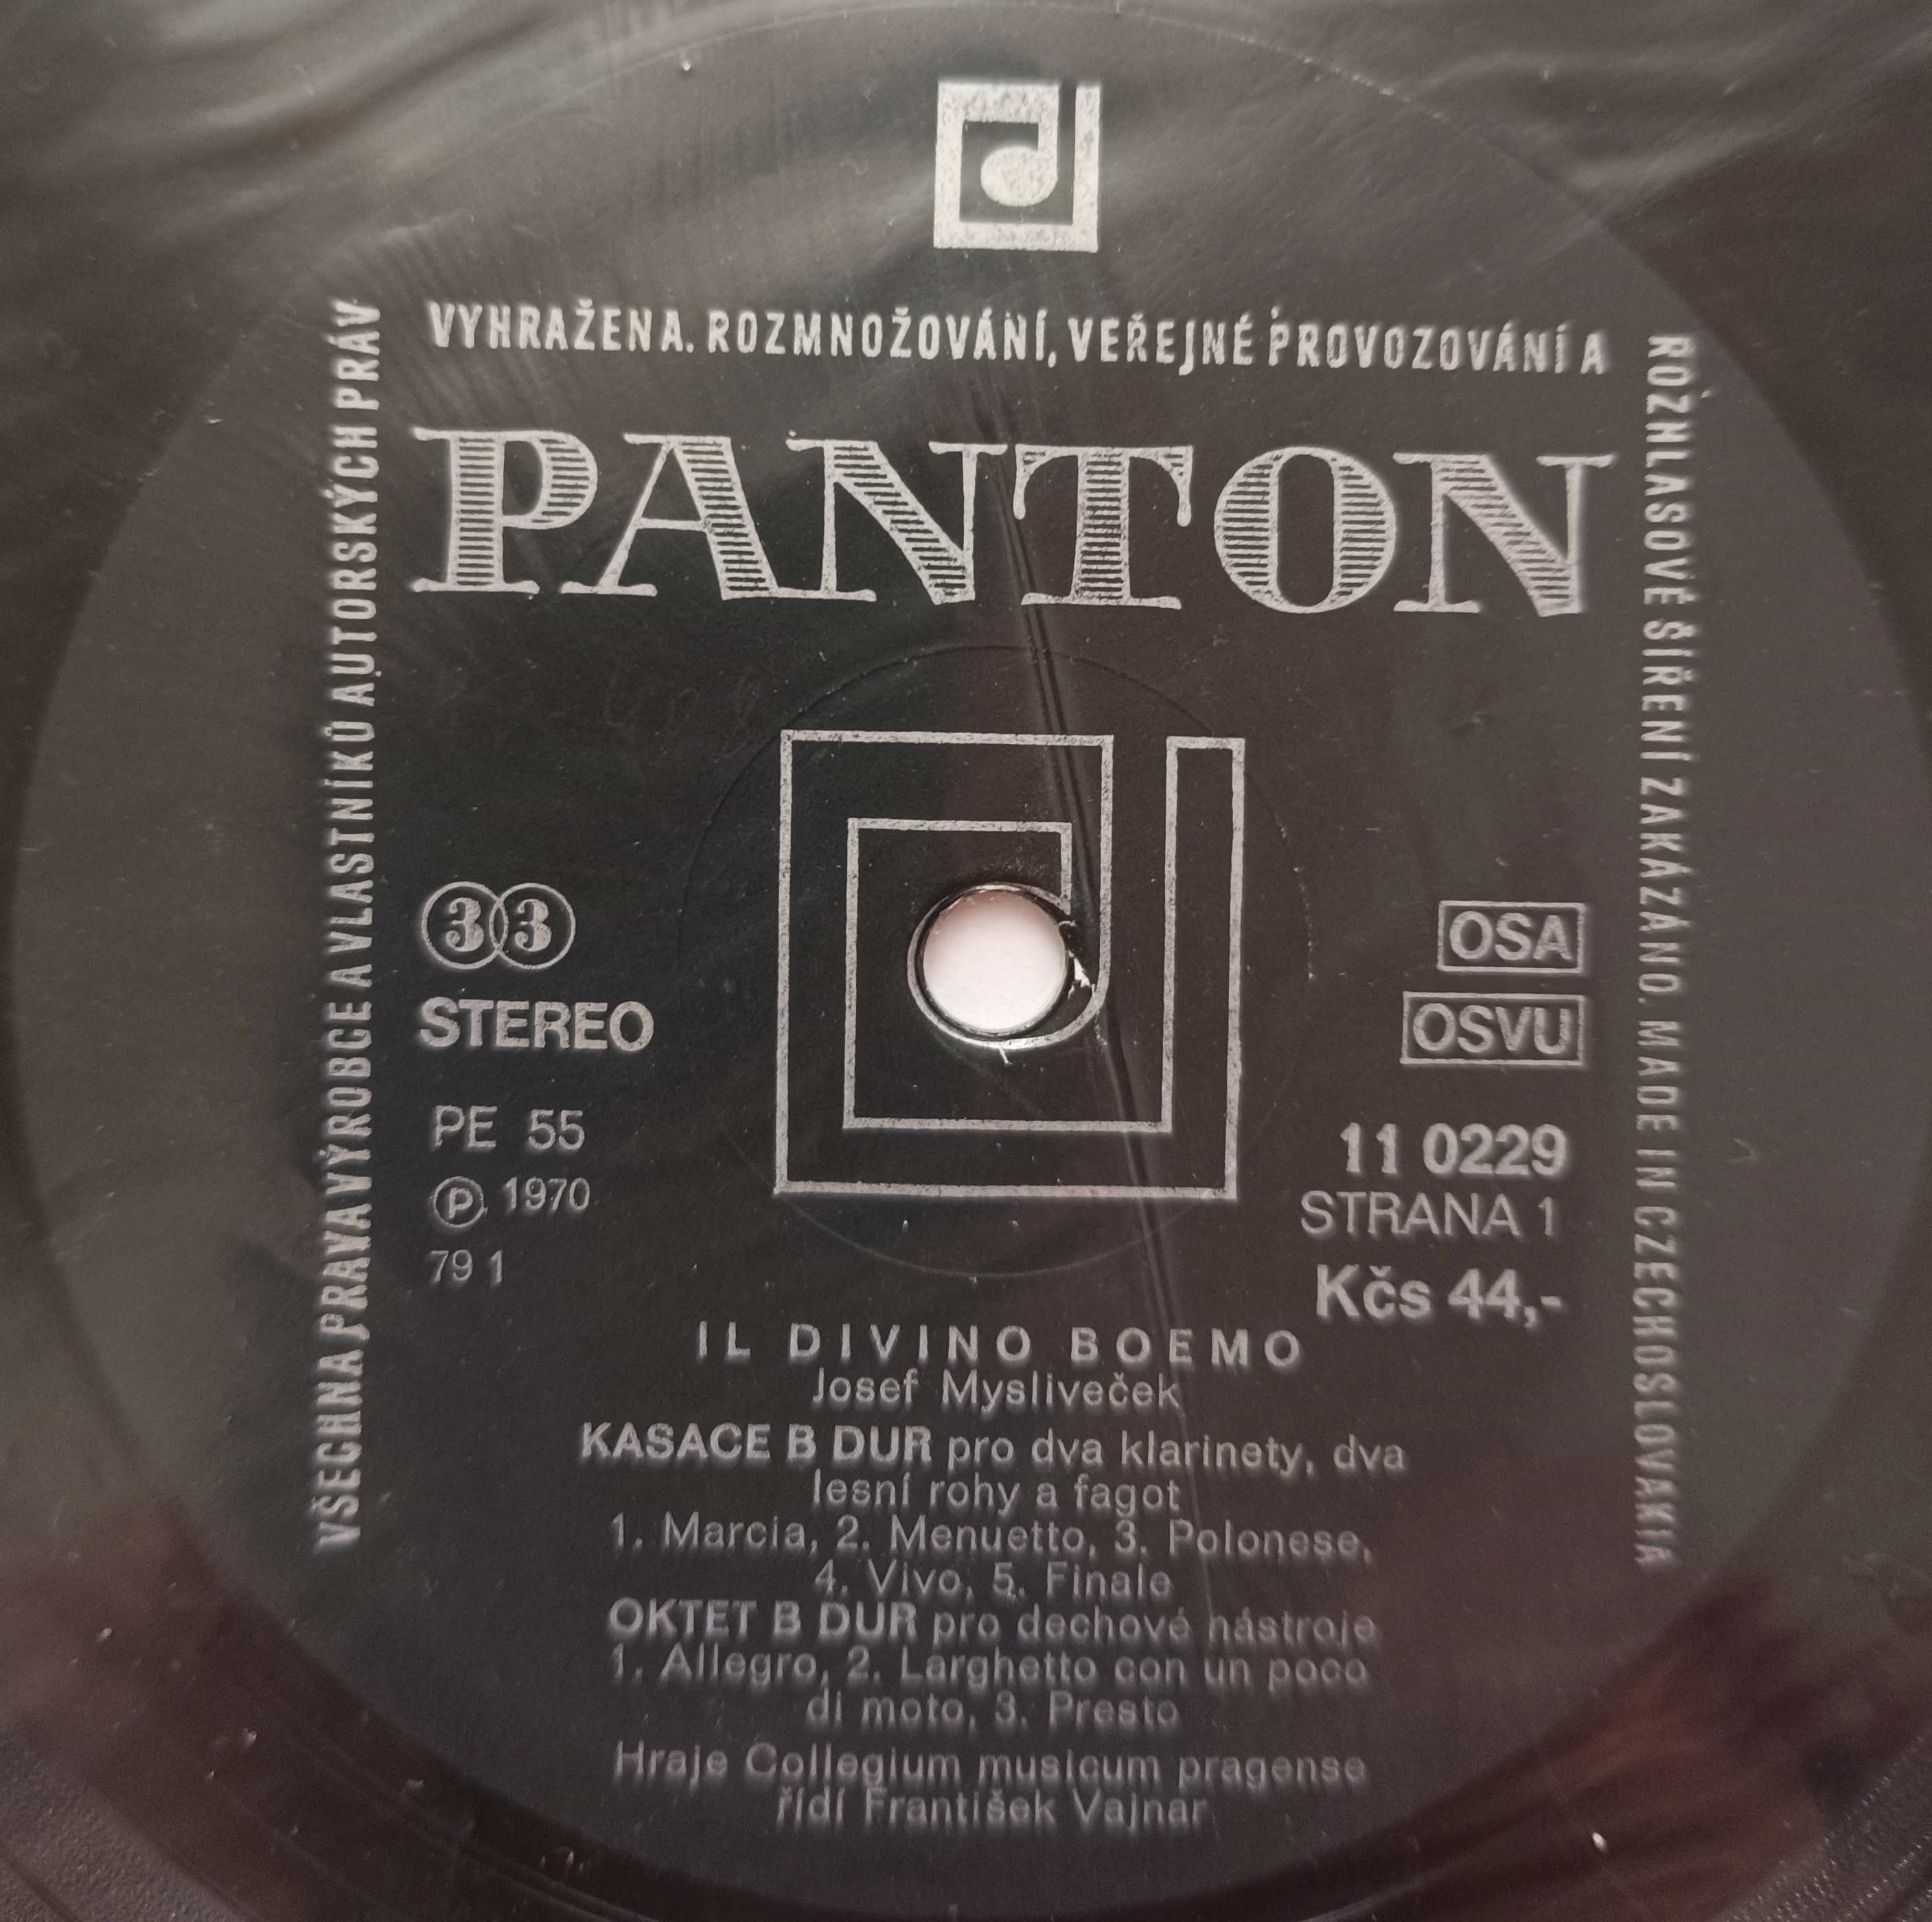 VŠECHNA PRÁVA VÝROBCE A VLASTNÍKŮ AUTORSKÝCH PRÁV
VYHRAŽENA. ROZMNOŽOVÁNÍ, VEŘEJNÉ PROVOZOVÁNÍ A
ROZHLASOVÉ ŠÍŘENÍ ZAKÁZÁNO. MADE IN CZECHOSLOVAKIA
PANTON
33
STEREO
PE 55
Ⓟ 1970
79 1
OSA
OSVU
11 0229
STRANA 1
Kčs 44,-
IL DIVINO BOEMO
Josef Mysliveček
KASACE B DUR pro dva klarinety, dva
lesní rohy a fagot
1. Marcia, 2. Menuetto, 3. Polonese,
4. Vivo, 5. Finale
OKTET B DUR pro dechové nástroje
1. Allegro, 2. Larghetto con un poco
di moto, 3. Presto
Hraje Collegium musicum pragense
řídí František Vajnar